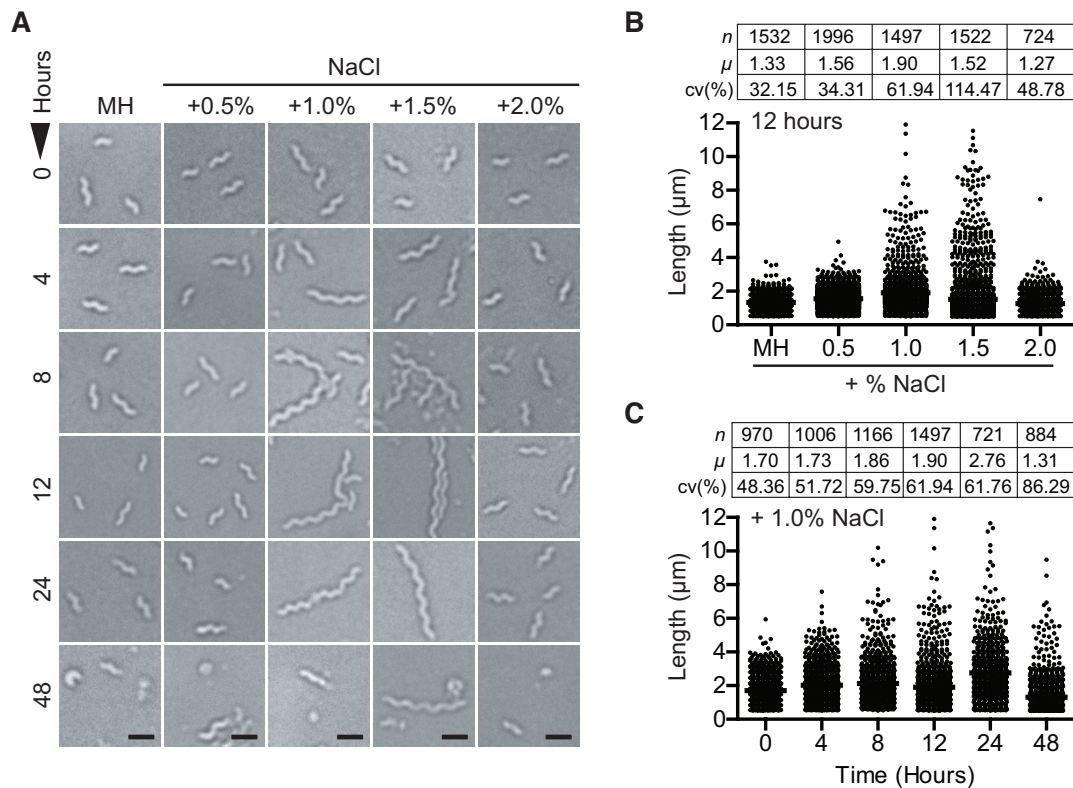 A
Hours
NaCl
MH +0.5% +1.0% +1.5% +2.0%
0
4
8
12
24
48
B
n 1532 1996 1497 1522 724
μ 1.33 1.56 1.90 1.52 1.27
cv(%) 32.15 34.31 61.94 114.47 48.78
12 hours
Length (μm)
12
10
8
6
4
2
0
MH 0.5 1.0 1.5 2.0
+ % NaCl
C
n 970 1006 1166 1497 721 884
μ 1.70 1.73 1.86 1.90 2.76 1.31
cv(%) 48.36 51.72 59.75 61.94 61.76 86.29
+ 1.0% NaCl
Length (μm)
12
10
8
6
4
2
0
0 4 8 12 24 48
Time (Hours)